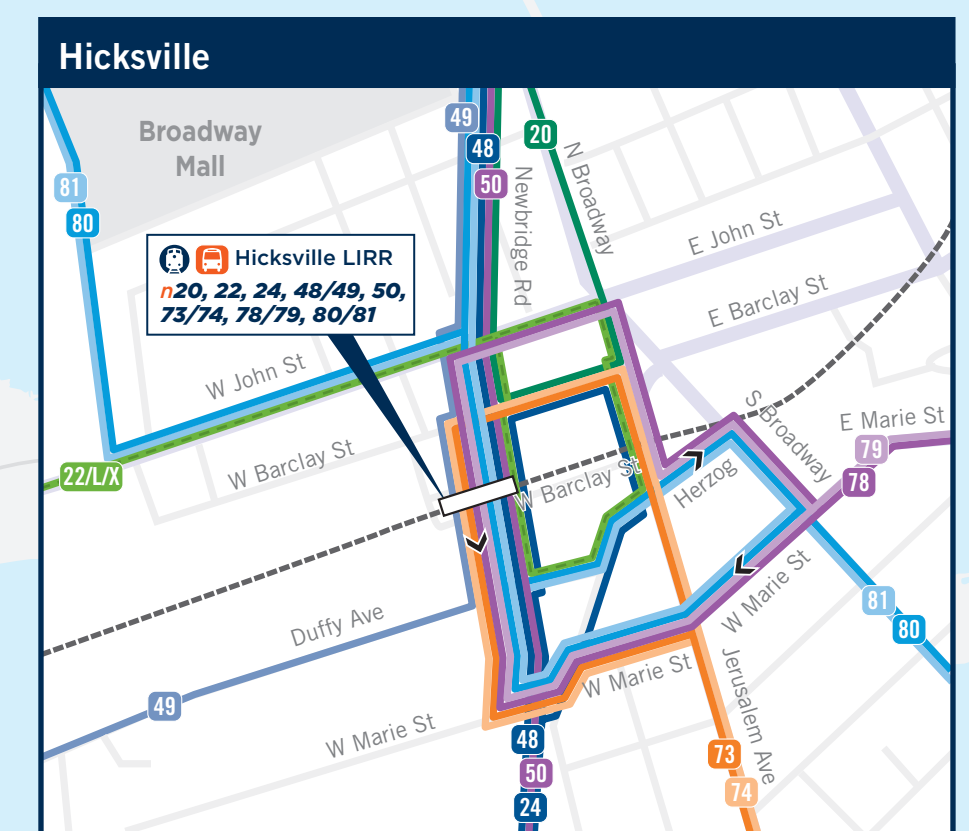 Hicksville
Broadway
Mall
49
48
50
20
81
80
N Broadway
Newbridge Rd
E John St
E Barclay St
Hicksville LIRR
n20, 22, 24, 48/49, 50,
73/74, 78/79, 80/81
W John St
S Broadway
E Marie St
79
78
22/L/X
W Barclay St
W Barclay St
Herzog
W Marie St
81
80
Duffy Ave
49
W Marie St
W Marie St
Jerusalem Ave
48
50
24
73
74